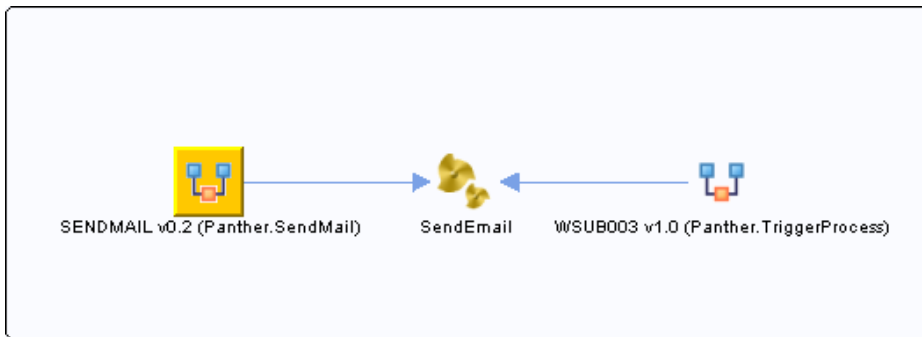 SENDMAIL v0.2 (Panther.SendMail)
SendEmail
WSUB003 v1.0 (Panther.TriggerProcess)